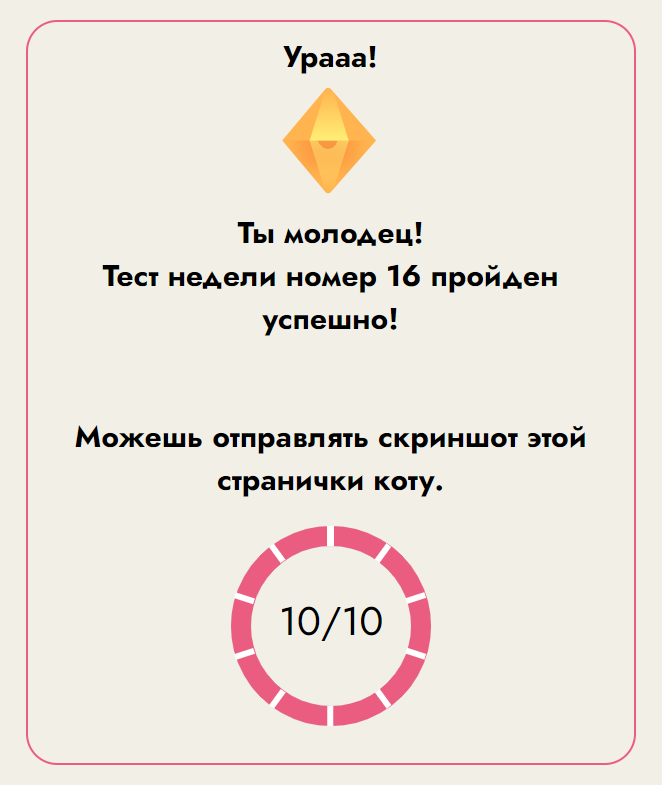 Урааа!
Ты молодец!
Тест недели номер 16 пройден
успешно!
Можешь отправлять скриншот этой
странички коту.
10/10